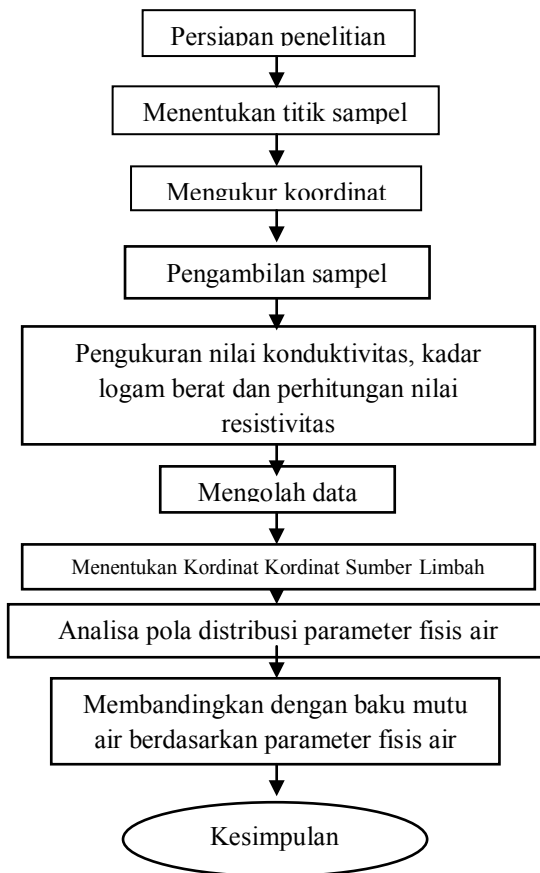 Persiapan penelitian
Menentukan titik sampel
Mengukur koordinat
Pengambilan sampel
Pengukuran nilai konduktivitas, kadar
logam berat dan perhitungan nilai
resistivitas
Mengolah data
Menentukan Kordinat Kordinat Sumber Limbah
Analisa pola distribusi parameter fisis air
Membandingkan dengan baku mutu
air berdasarkan parameter fisis air
Kesimpulan